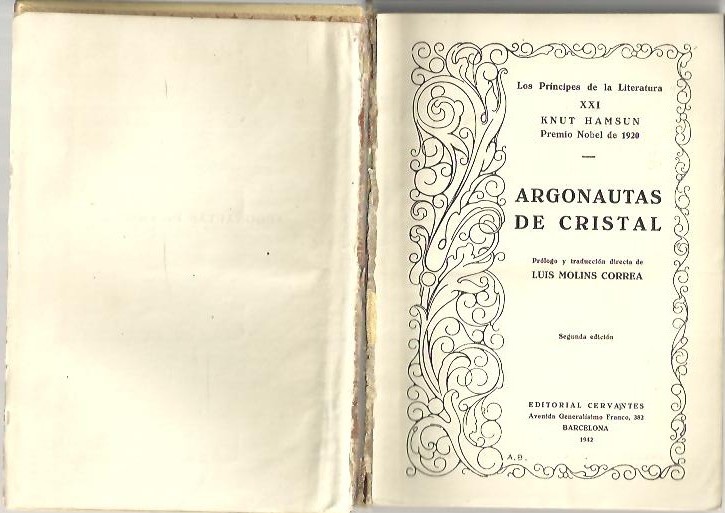 Los Príncipes de la Literatura
XXI
KNUT HAMSUN
Premio Nobel de 1920
ARGONAUTAS
DE CRISTAL
Prólogo y traducción directa de
LUIS MOLINS CORREA
Segunda edición
EDITORIAL CERVANTES
Avenida Generalísimo Franco, 382
BARCELONA
1942
A.B.